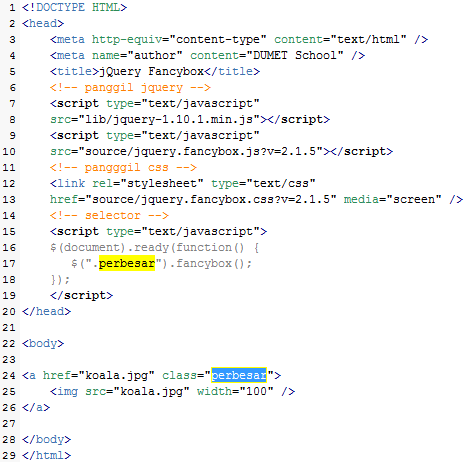 1 <!DOCTYPE HTML>
2 <head>
3 <meta http-equiv="content-type" content="text/html" />
4 <meta name="author" content="DUMET School" />
5 <title>jQuery Fancybox</title>
6 <!-- panggil jquery -->
7 <script type="text/javascript"
8 src="lib/jquery-1.10.1.min.js"></script>
9 <script type="text/javascript"
10 src="source/jquery.fancybox.js?v=2.1.5"></script>
11 <!-- pangggil css -->
12 <link rel="stylesheet" type="text/css"
13 href="source/jquery.fancybox.css?v=2.1.5" media="screen" />
14 <!-- selector -->
15 <script type="text/javascript">
16 $(document).ready(function() {
17 $(".perbesar").fancybox();
18 });
19 </script>
20 </head>
21
22 <body>
23
24 <a href="koala.jpg" class="perbesar">
25 <img src="koala.jpg" width="100" />
26 </a>
27
28 </body>
29 </html>